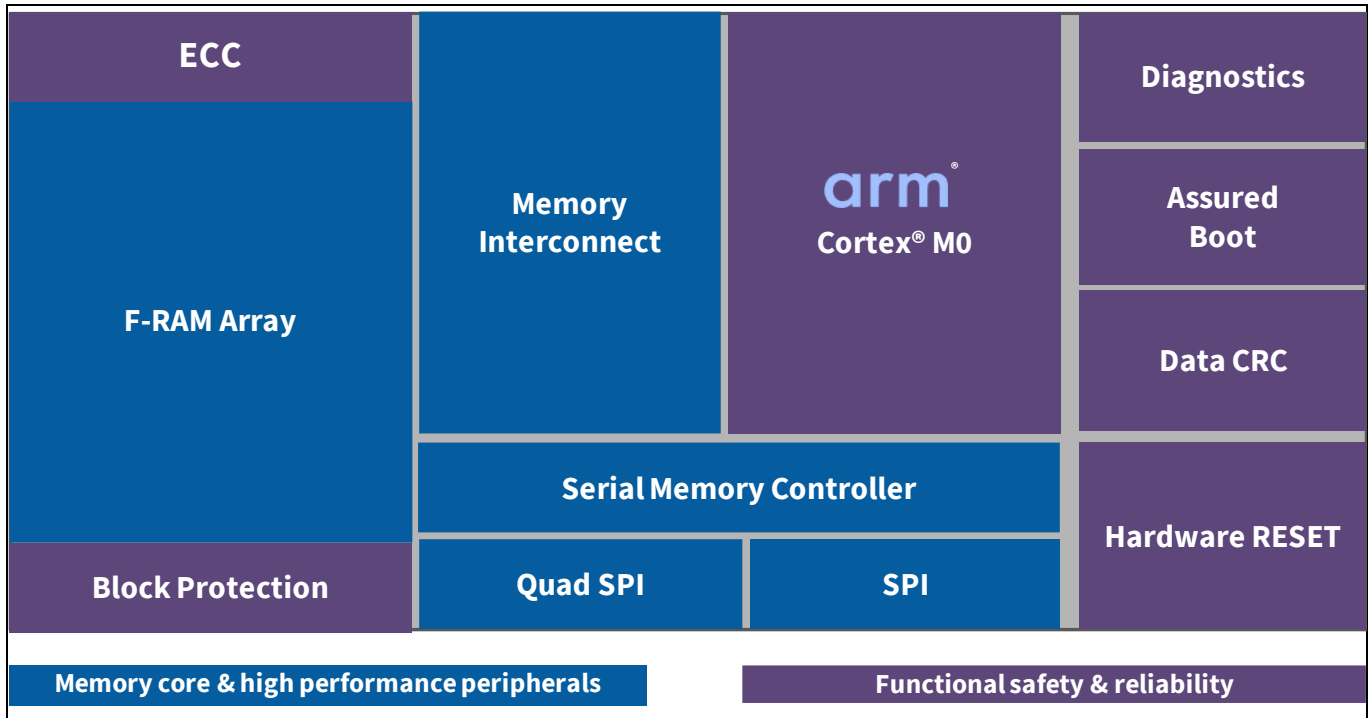 ECC
F-RAM Array
Block Protection
Memory
Interconnect
arm®
Cortex® M0
Serial Memory Controller
Quad SPI
SPI
Diagnostics
Assured
Boot
Data CRC
Hardware RESET
Memory core & high performance peripherals
Functional safety & reliability